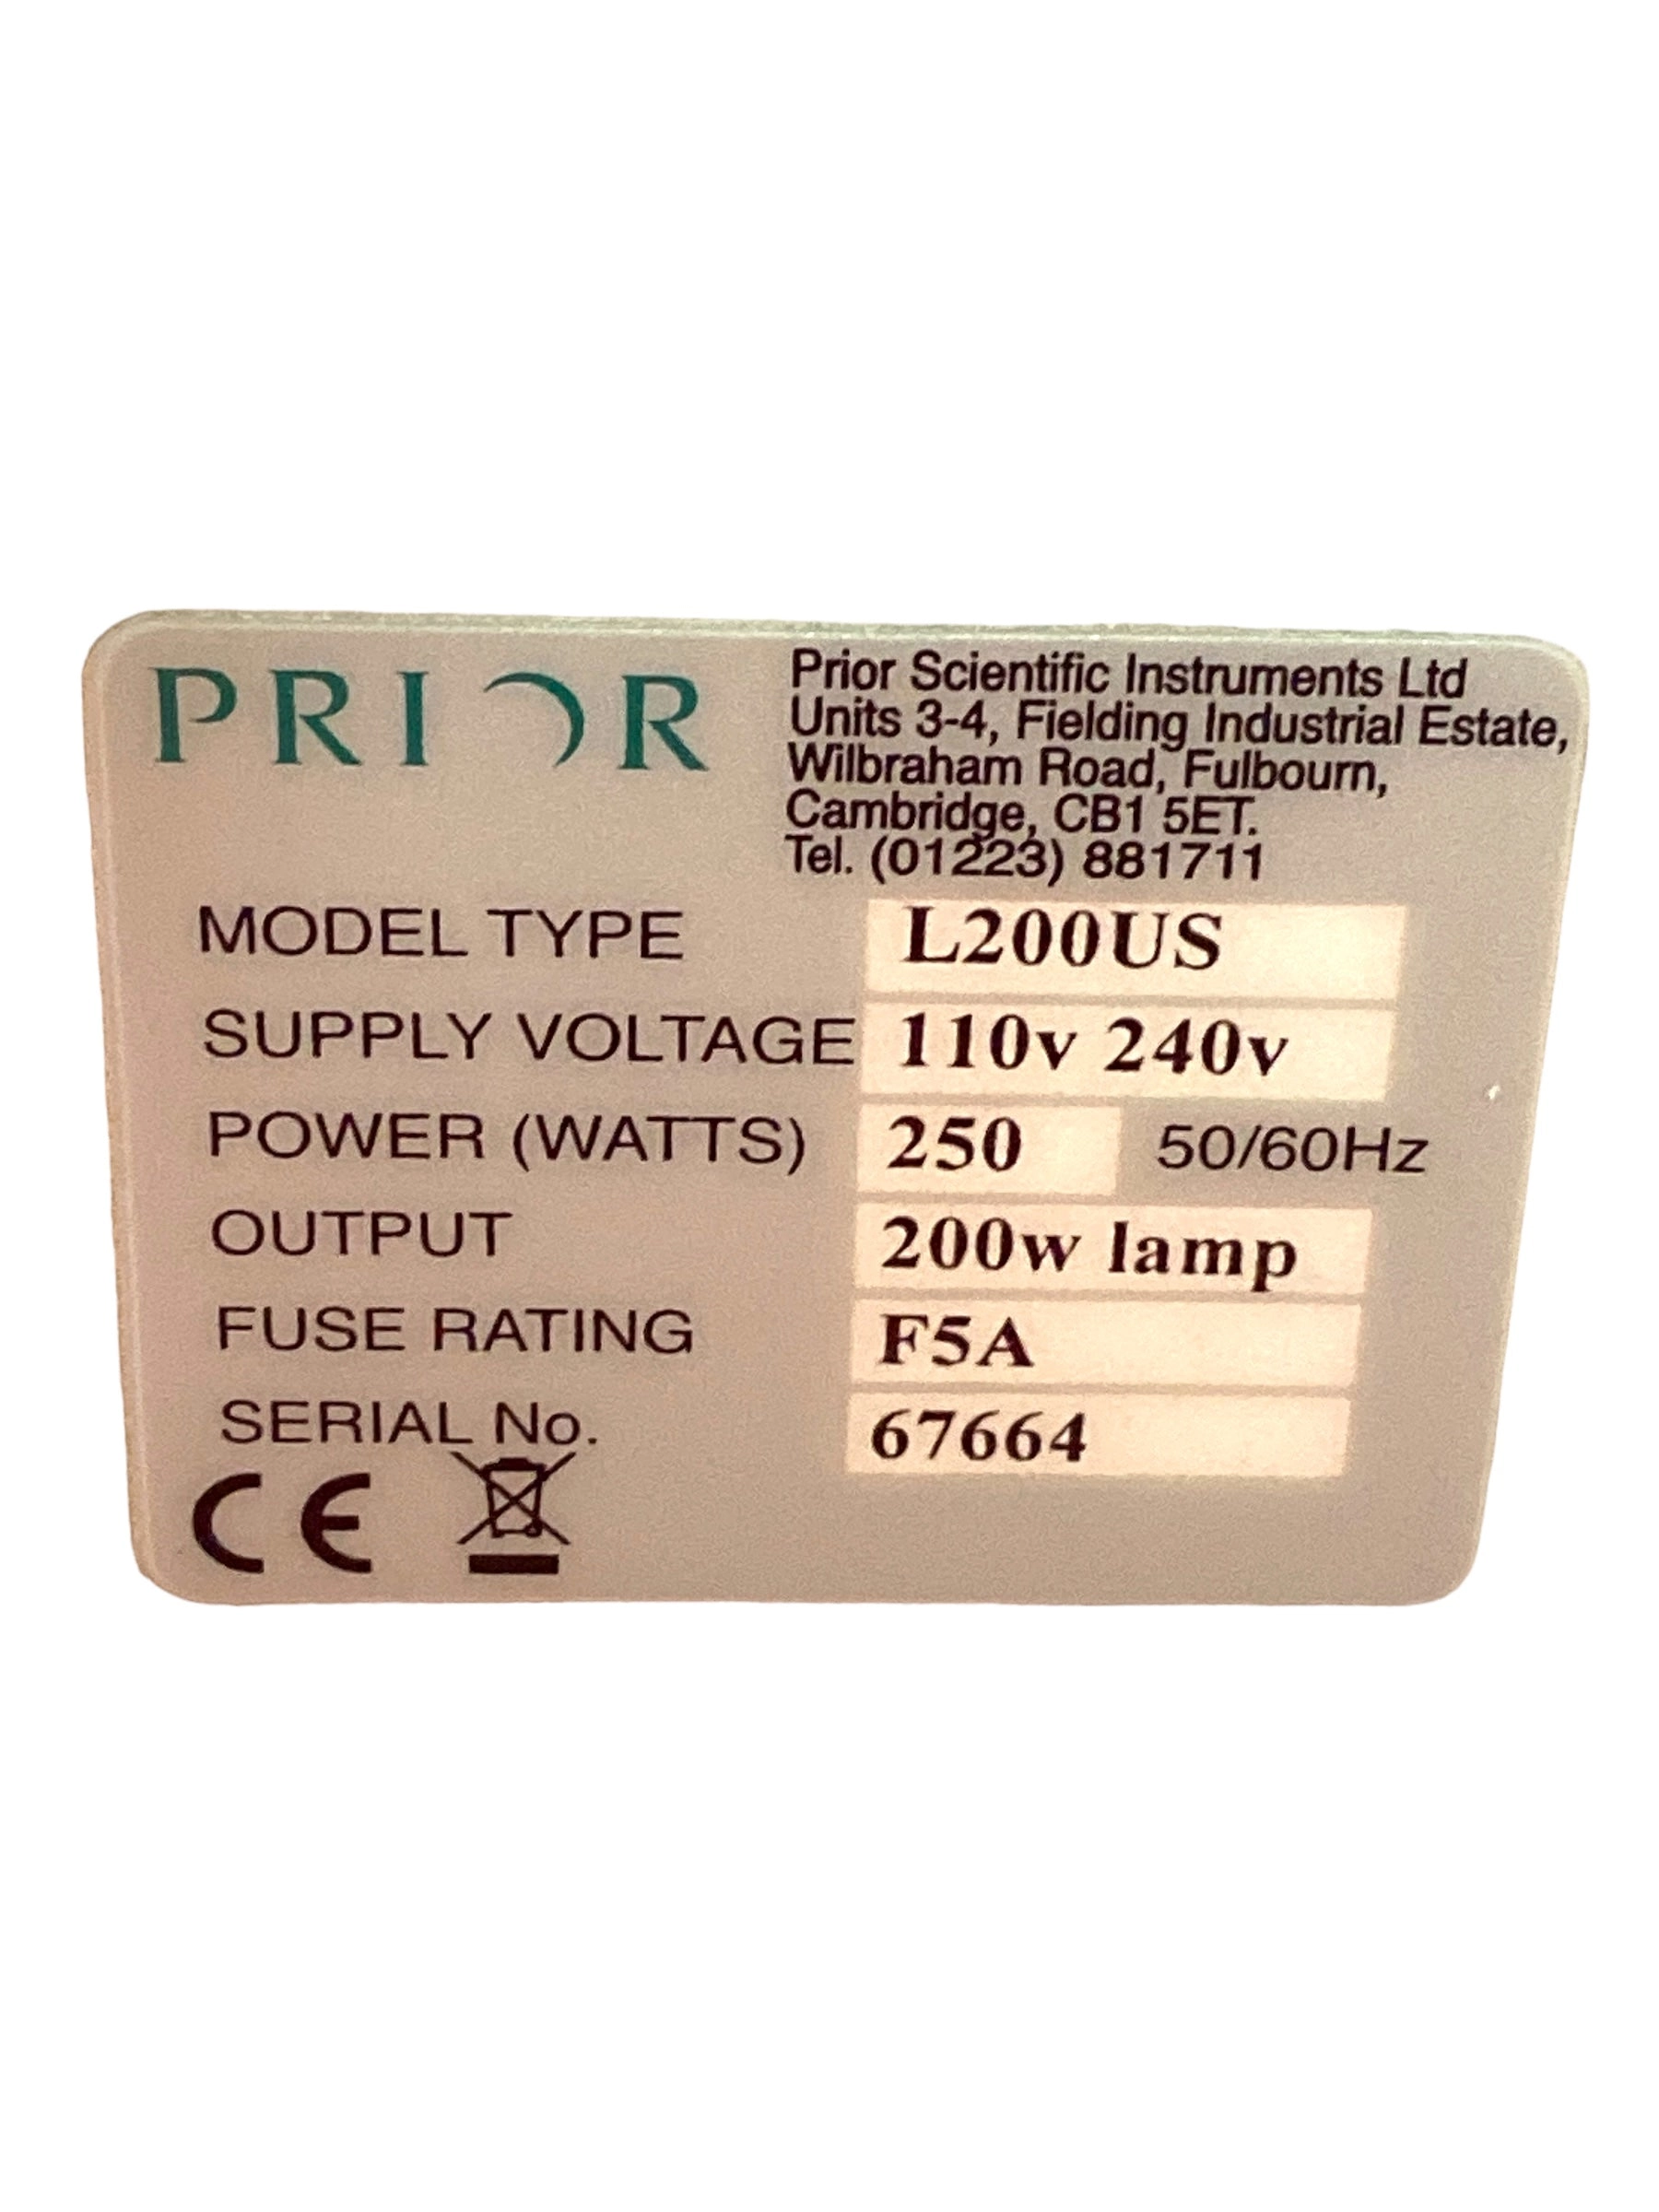 PRIOR
Prior Scientific Instruments Ltd
Units 3-4, Fielding Industrial Estate,
Wilbraham Road, Fulbourn,
Cambridge, CB1 5ET.
Tel. (01223) 881711
MODEL TYPE L200US
SUPPLY VOLTAGE 110v 240v
POWER (WATTS) 250 50/60Hz
OUTPUT 200w lamp
FUSE RATING F5A
SERIAL No. 67664
CE